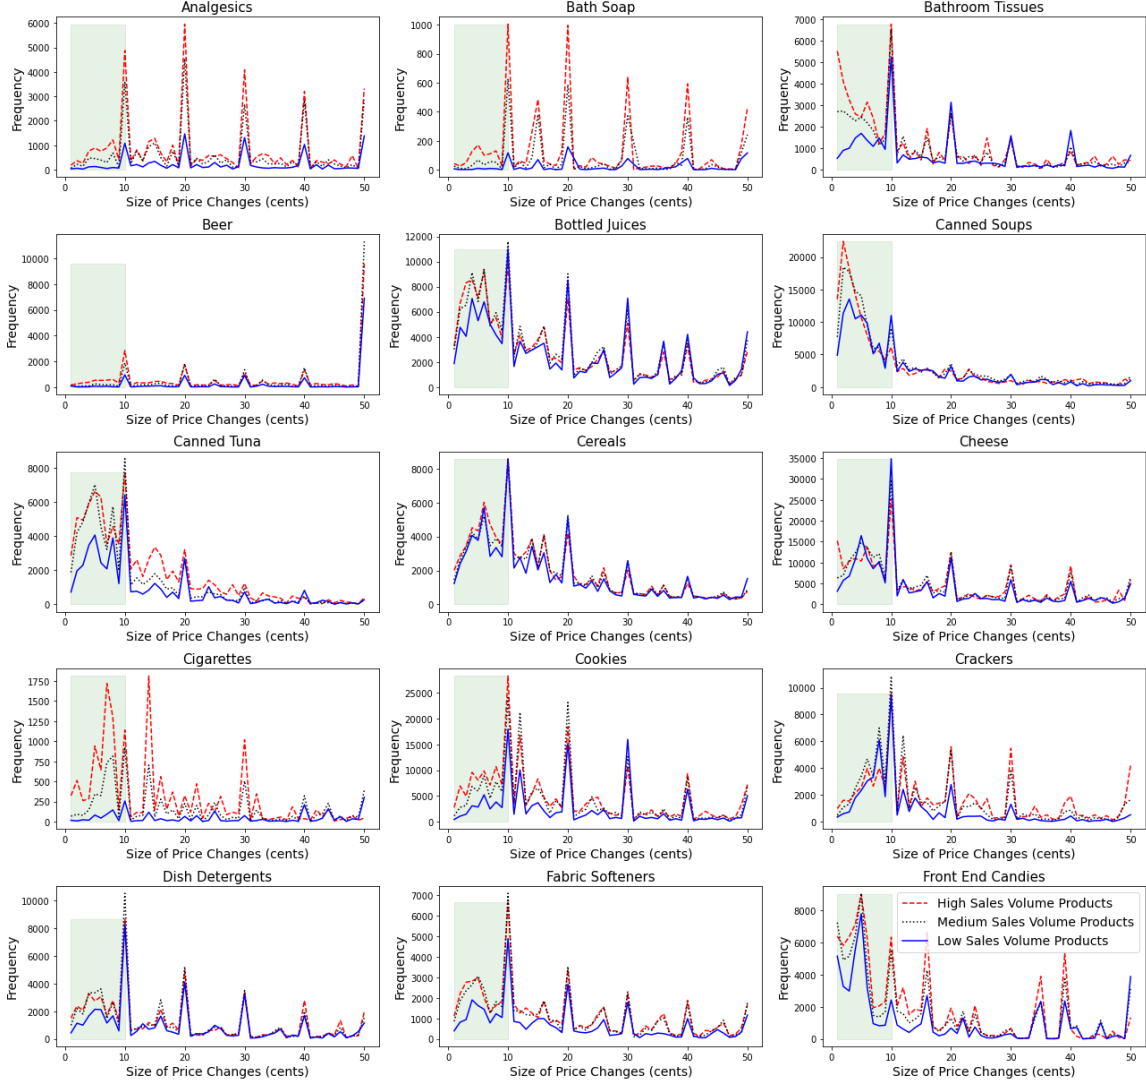 Analgesics
6000
5000
4000
3000
2000
1000
0
Frequency
0 10 20 30 40 50
Size of Price Changes (cents)
Bath Soap
1000
800
600
400
200
0
Frequency
0 10 20 30 40 50
Size of Price Changes (cents)
Bathroom Tissues
7000
6000
5000
4000
3000
2000
1000
0
Frequency
0 10 20 30 40 50
Size of Price Changes (cents)
Beer
10000
8000
6000
4000
2000
0
Frequency
0 10 20 30 40 50
Size of Price Changes (cents)
Bottled Juices
12000
10000
8000
6000
4000
2000
0
Frequency
0 10 20 30 40 50
Size of Price Changes (cents)
Canned Soups
20000
15000
10000
5000
0
Frequency
0 10 20 30 40 50
Size of Price Changes (cents)
Canned Tuna
8000
6000
4000
2000
0
Frequency
0 10 20 30 40 50
Size of Price Changes (cents)
Cereals
8000
6000
4000
2000
0
Frequency
0 10 20 30 40 50
Size of Price Changes (cents)
Cheese
35000
30000
25000
20000
15000
10000
5000
0
Frequency
0 10 20 30 40 50
Size of Price Changes (cents)
Cigarettes
1750
1500
1250
1000
750
500
250
0
Frequency
0 10 20 30 40 50
Size of Price Changes (cents)
Cookies
25000
20000
15000
10000
5000
0
Frequency
0 10 20 30 40 50
Size of Price Changes (cents)
Crackers
10000
8000
6000
4000
2000
0
Frequency
0 10 20 30 40 50
Size of Price Changes (cents)
Dish Detergents
10000
8000
6000
4000
2000
0
Frequency
0 10 20 30 40 50
Size of Price Changes (cents)
Fabric Softeners
7000
6000
5000
4000
3000
2000
1000
0
Frequency
0 10 20 30 40 50
Size of Price Changes (cents)
Front End Candies
High Sales Volume Products
Medium Sales Volume Products
Low Sales Volume Products
8000
6000
4000
2000
0
Frequency
0 10 20 30 40 50
Size of Price Changes (cents)